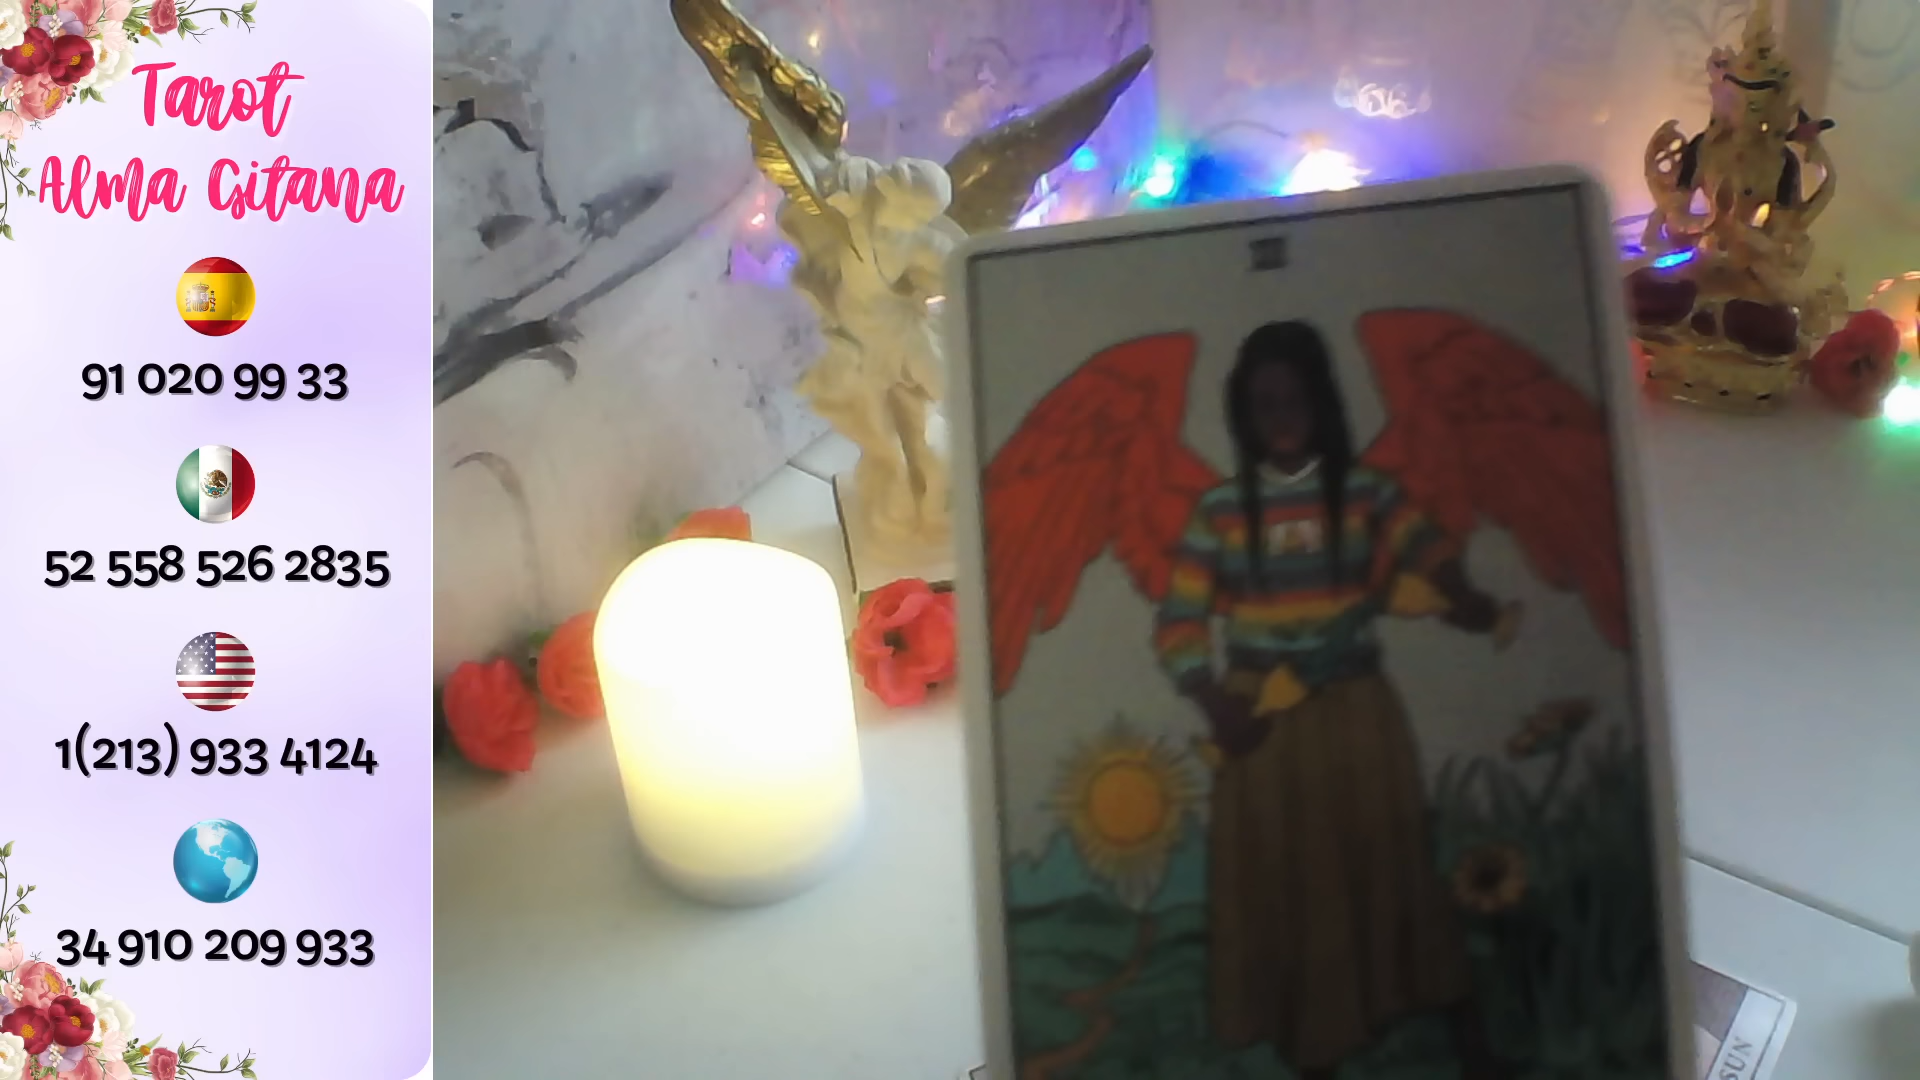 Tarot
Alma Gitana
91 020 99 33
52 558 526 2835
1(213) 933 4124
34 910 209 933
SUN